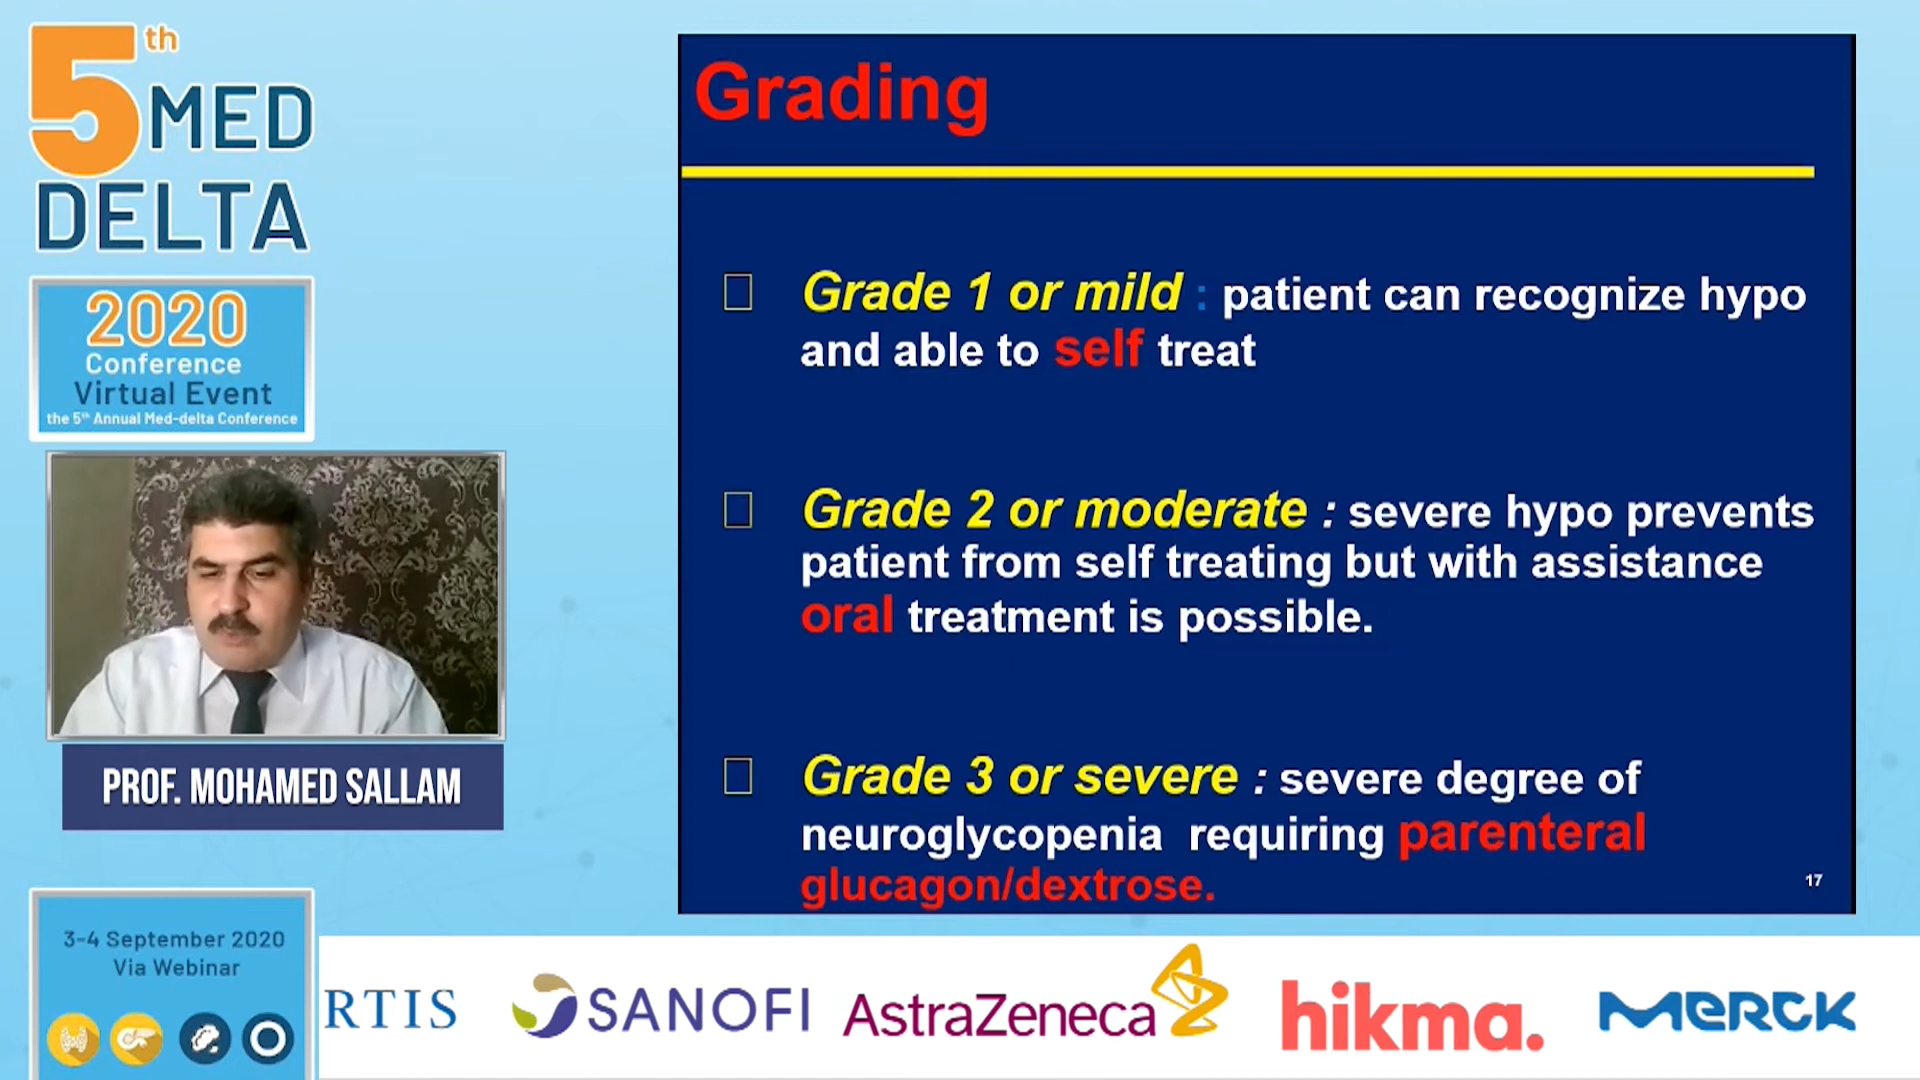 5th
MED
DELTA
2020
Conference
Virtual Event
the 5th Annual Med-delta Conference
PROF. MOHAMED SALLAM
3-4 September 2020
Via Webinar
Grading
Grade 1 or mild : patient can recognize hypo
and able to self treat
Grade 2 or moderate : severe hypo prevents
patient from self treating but with assistance
oral treatment is possible.
Grade 3 or severe : severe degree of
neuroglycopenia requiring parenteral
glucagon/dextrose.
17
RTIS
SANOFI
AstraZeneca
hikma.
MERCK